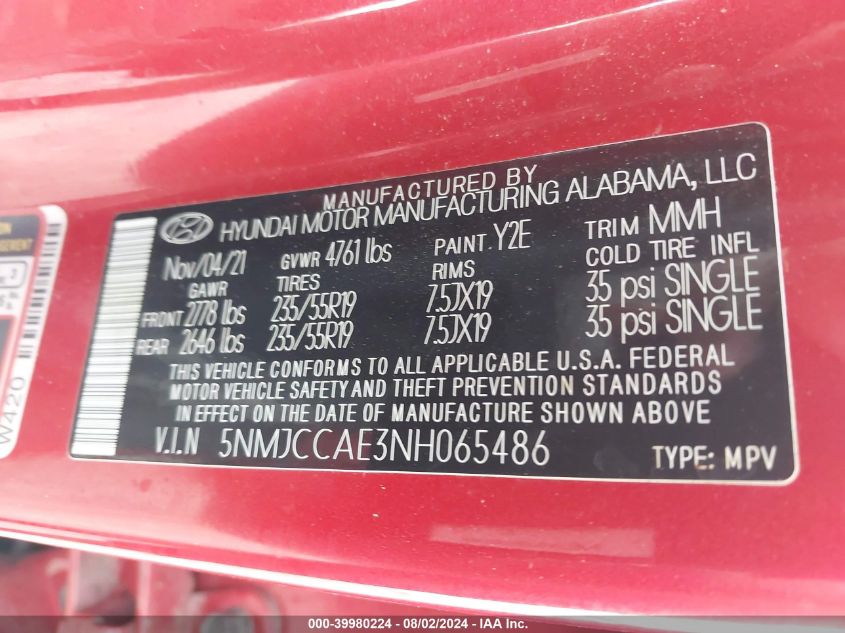 MANUFACTURED BY
HYUNDAI MOTOR MANUFACTURING ALABAMA, LLC
Nov/04/21 GVWR 4761 lbs PAINT Y2E TRIM MMH
GAWR TIRES RIMS COLD TIRE INFL
FRONT 2778 lbs 235/55R19 7.5JX19 35 psi SINGLE
REAR 2646 lbs 235/55R19 7.5JX19 35 psi SINGLE
THIS VEHICLE CONFORMS TO ALL APPLICABLE U.S.A. FEDERAL
MOTOR VEHICLE SAFETY AND THEFT PREVENTION STANDARDS
IN EFFECT ON THE DATE OF MANUFACTURE SHOWN ABOVE
V.I.N 5NMJCCAE3NH065486 TYPE: MPV
W420
000-39980224 - 08/02/2024 - IAA Inc.